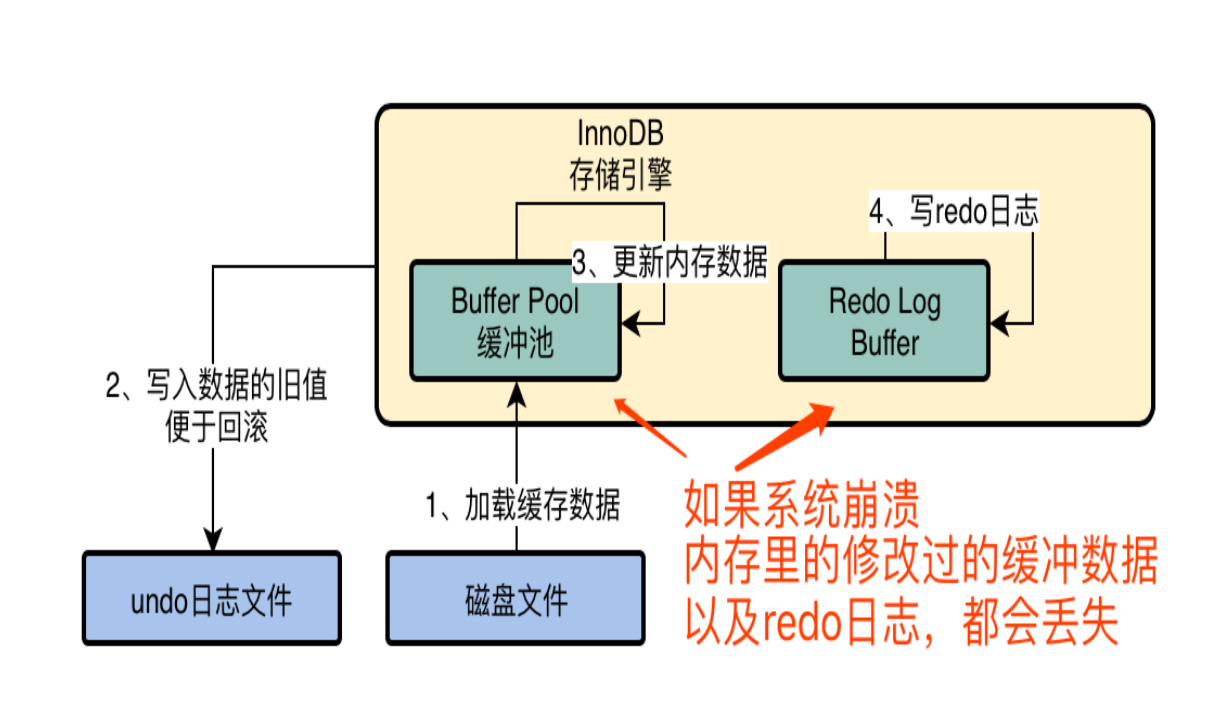 InnoDB
存储引擎
4、写redo日志
3、更新内存数据
Buffer Pool
缓冲池
Redo Log
Buffer
2、写入数据的旧值
便于回滚
1、加载缓存数据
如果系统崩溃
内存里的修改过的缓冲数据
以及redo日志，都会丢失
undo日志文件
磁盘文件